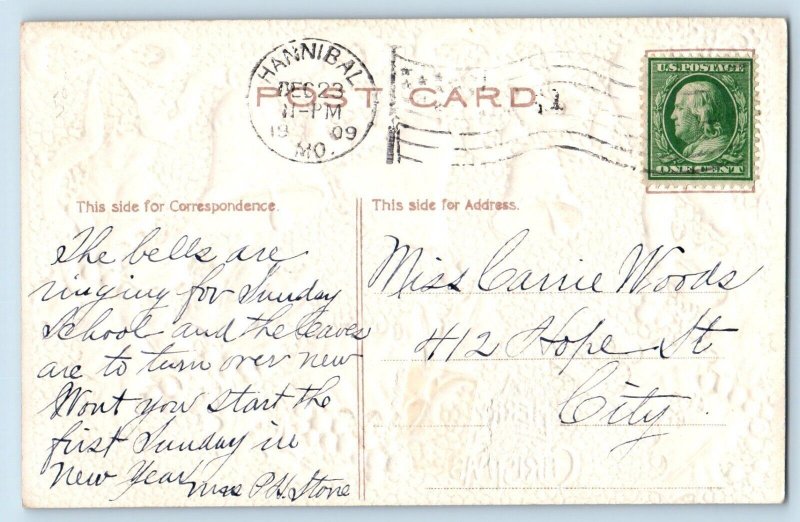 HANNIBAL
DEC 23
11-PM
1909
MO.
1
POST CARD
U.S. POSTAGE
ONE CENT
This side for Correspondence.
The bells are
ringing for Sunday
School and the leaves
are to turn over new
Wont you start the
first Sunday in
New Year
Mrs P H Stone
This side for Address.
Miss Carrie Woods
412 Hope St
City
CHRISTMAS